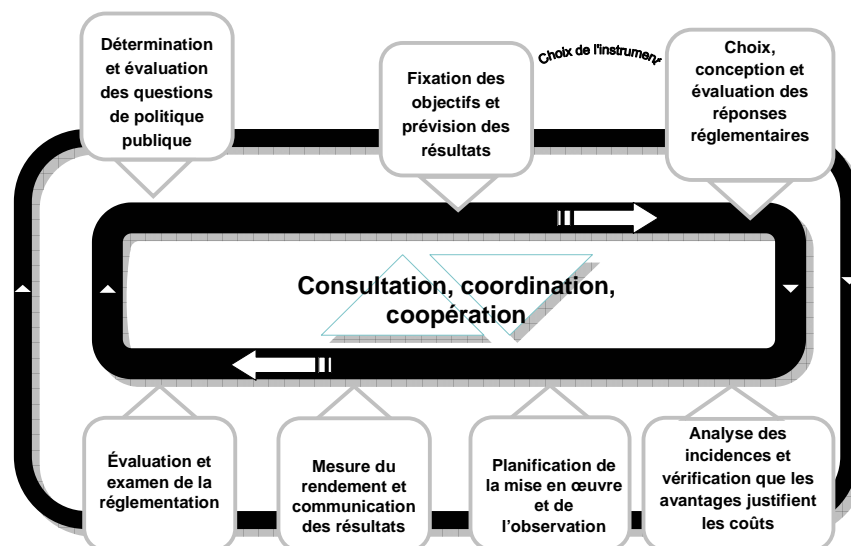 Détermination
et évaluation
des questions
de politique
publique
Fixation des
objectifs et
prévision des
résultats
Choix de l'instrument
Choix,
conception et
évaluation des
réponses
réglementaires
Consultation, coordination,
coopération
Évaluation et
examen de la
réglementation
Mesure du
rendement et
communication
des résultats
Planification de
la mise en œuvre
et de
l'observation
Analyse des
incidences et
vérification que les
avantages justifient
les coûts